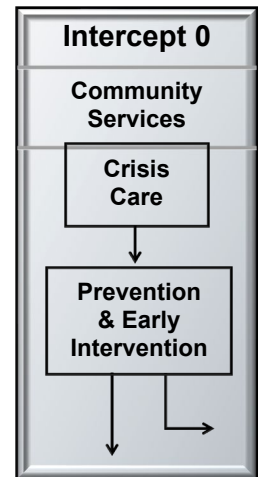 Intercept 0
Community
Services
Crisis
Care
Prevention
& Early
Intervention